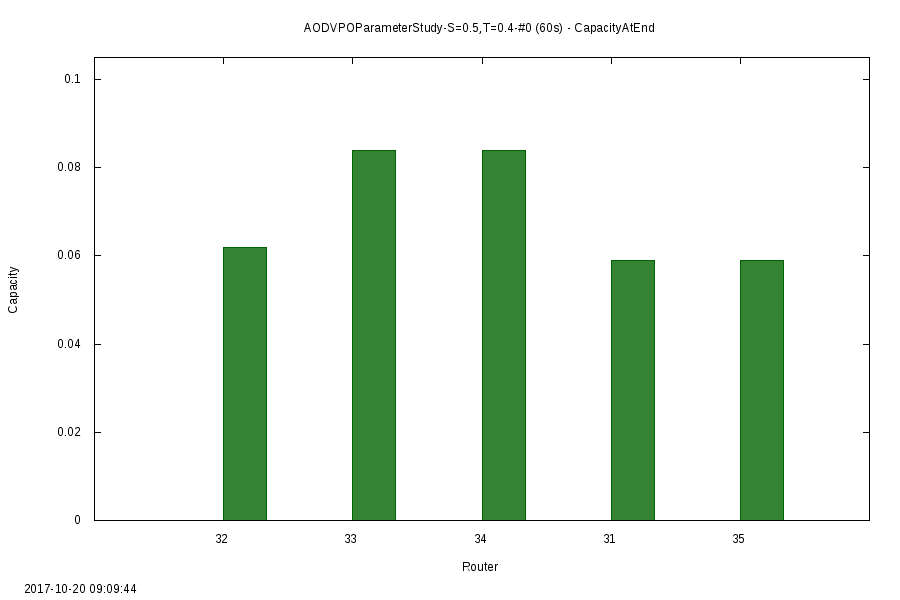 AODVPOParameterStudy-S=0.5,T=0.4-#0 (60s) - CapacityAtEnd
0.1
0.08
0.06
0.04
0.02
0
Capacity
32 33 34 31 35
Router
2017-10-20 09:09:44